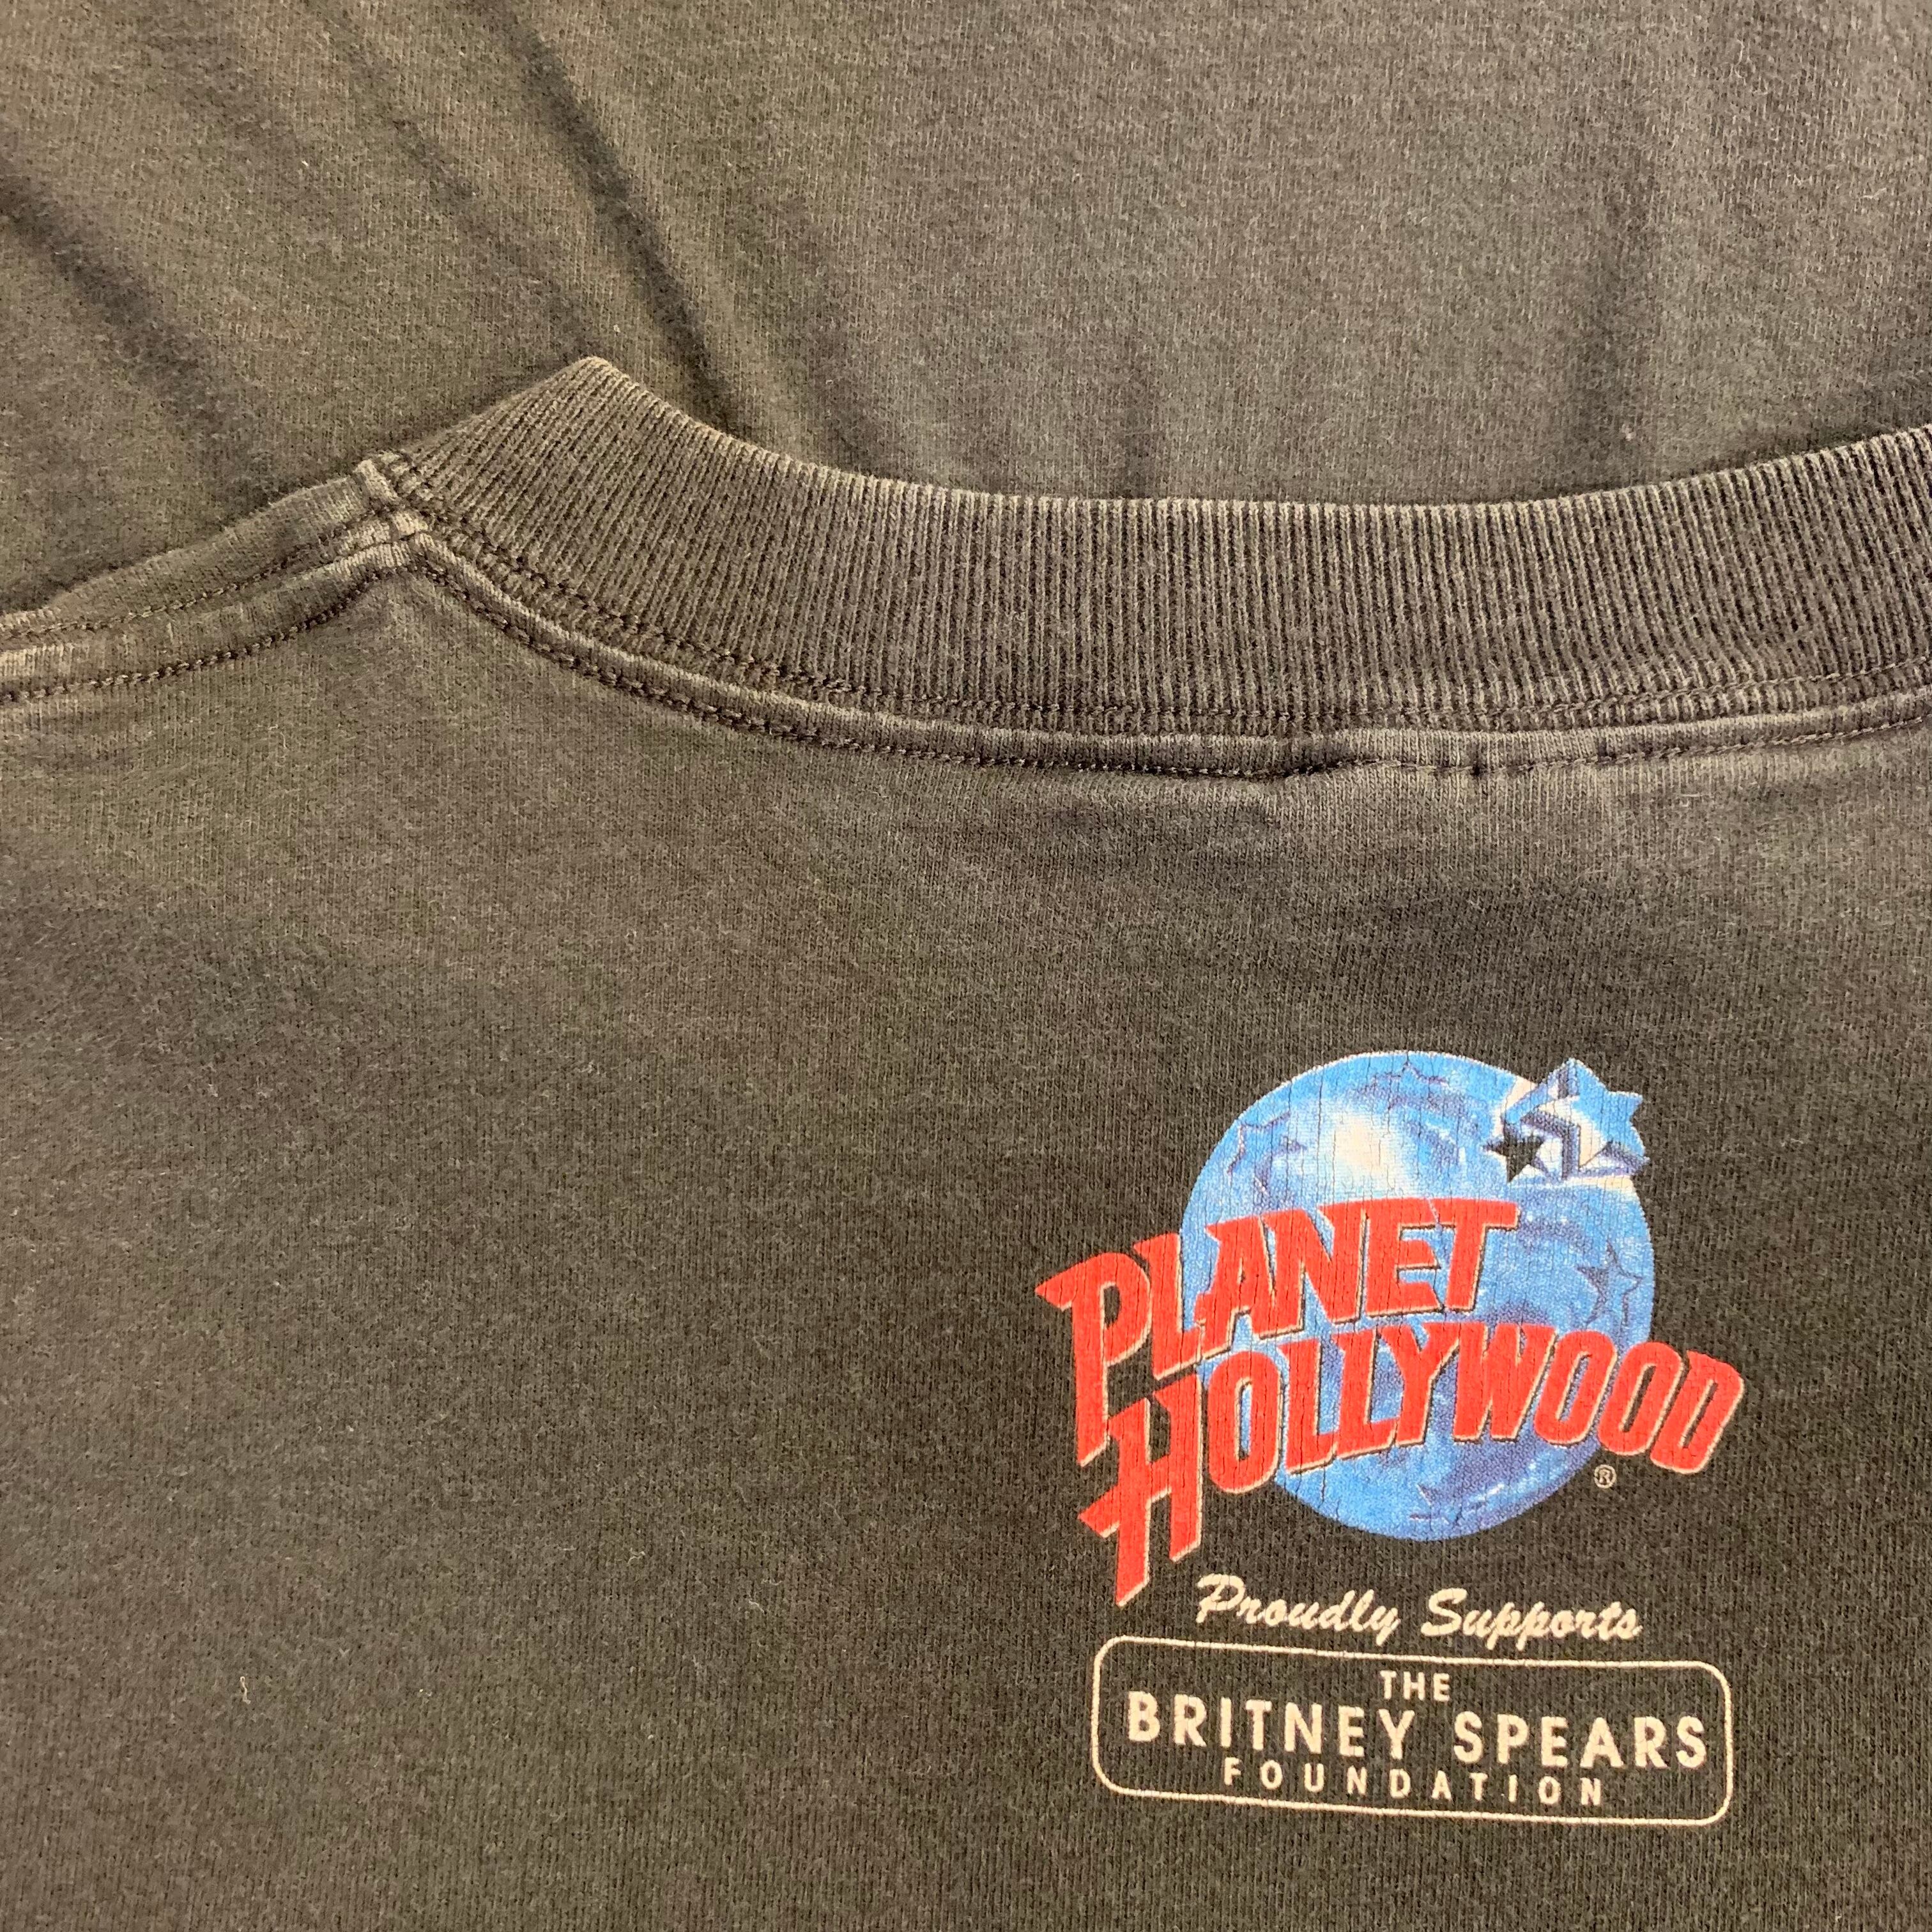 PLANET
HOLLYWOOD
®
Proudly Supports
THE
BRITNEY SPEARS
FOUNDATION